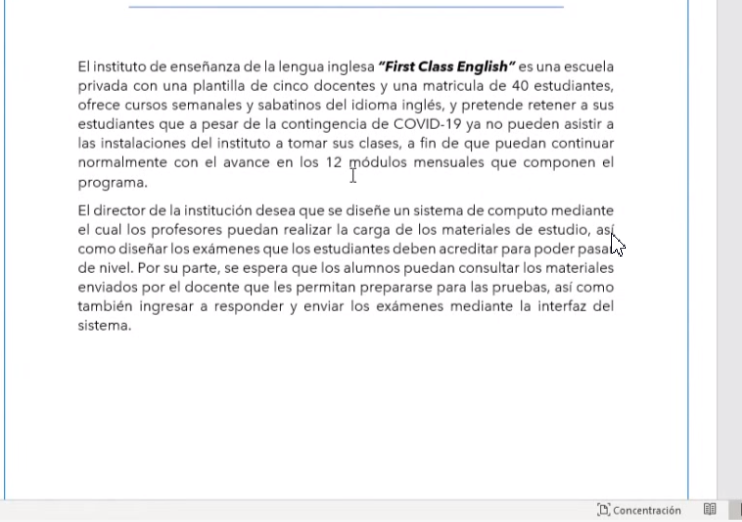 El instituto de enseñanza de la lengua inglesa "First Class English" es una escuela
privada con una plantilla de cinco docentes y una matricula de 40 estudiantes,
ofrece cursos semanales y sabatinos del idioma inglés, y pretende retener a sus
estudiantes que a pesar de la contingencia de COVID-19 ya no pueden asistir a
las instalaciones del instituto a tomar sus clases, a fin de que puedan continuar
normalmente con el avance en los 12 módulos mensuales que componen el
programa.
El director de la institución desea que se diseñe un sistema de computo mediante
el cual los profesores puedan realizar la carga de los materiales de estudio, así
como diseñar los exámenes que los estudiantes deben acreditar para poder pasar
de nivel. Por su parte, se espera que los alumnos puedan consultar los materiales
enviados por el docente que les permitan prepararse para las pruebas, así como
también ingresar a responder y enviar los exámenes mediante la interfaz del
sistema.
Concentración